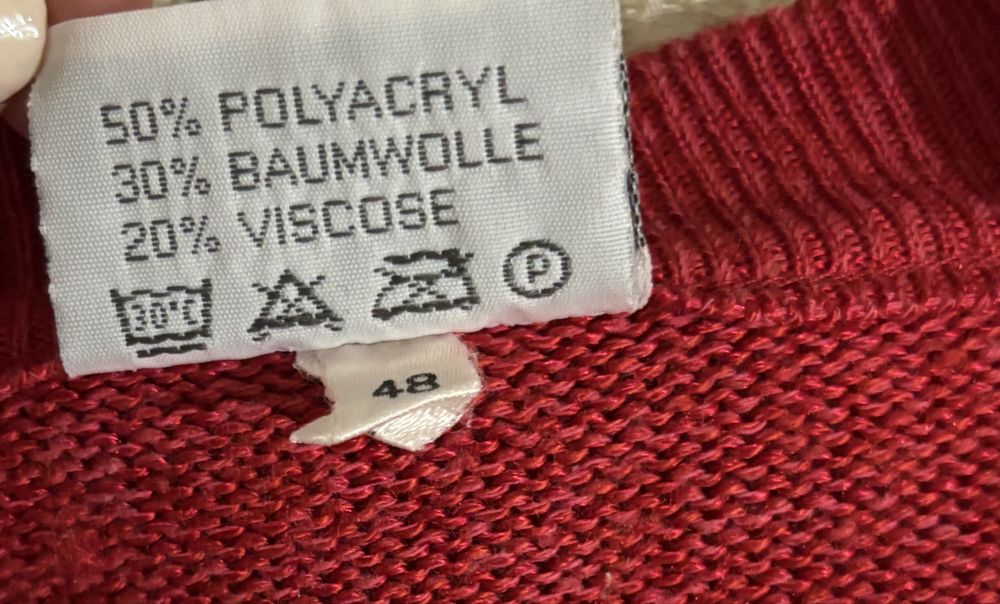 50% POLYACRYL
30% BAUMWOLLE
20% VISCOSE
30°C P
48